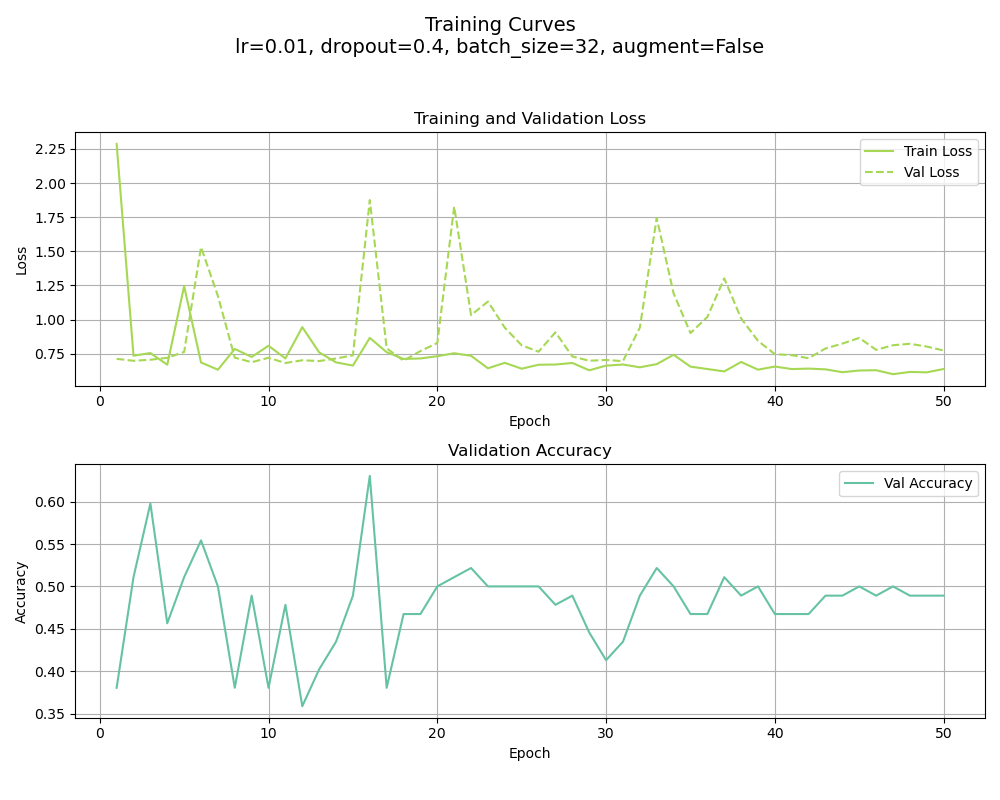 Training Curves
lr=0.01, dropout=0.4, batch_size=32, augment=False
Training and Validation Loss
Train Loss
Val Loss
2.25
2.00
1.75
1.50
1.25
1.00
0.75
Loss
0 10 20 30 40 50
Epoch
Validation Accuracy
Val Accuracy
0.60
0.55
0.50
0.45
0.40
0.35
Accuracy
0 10 20 30 40 50
Epoch